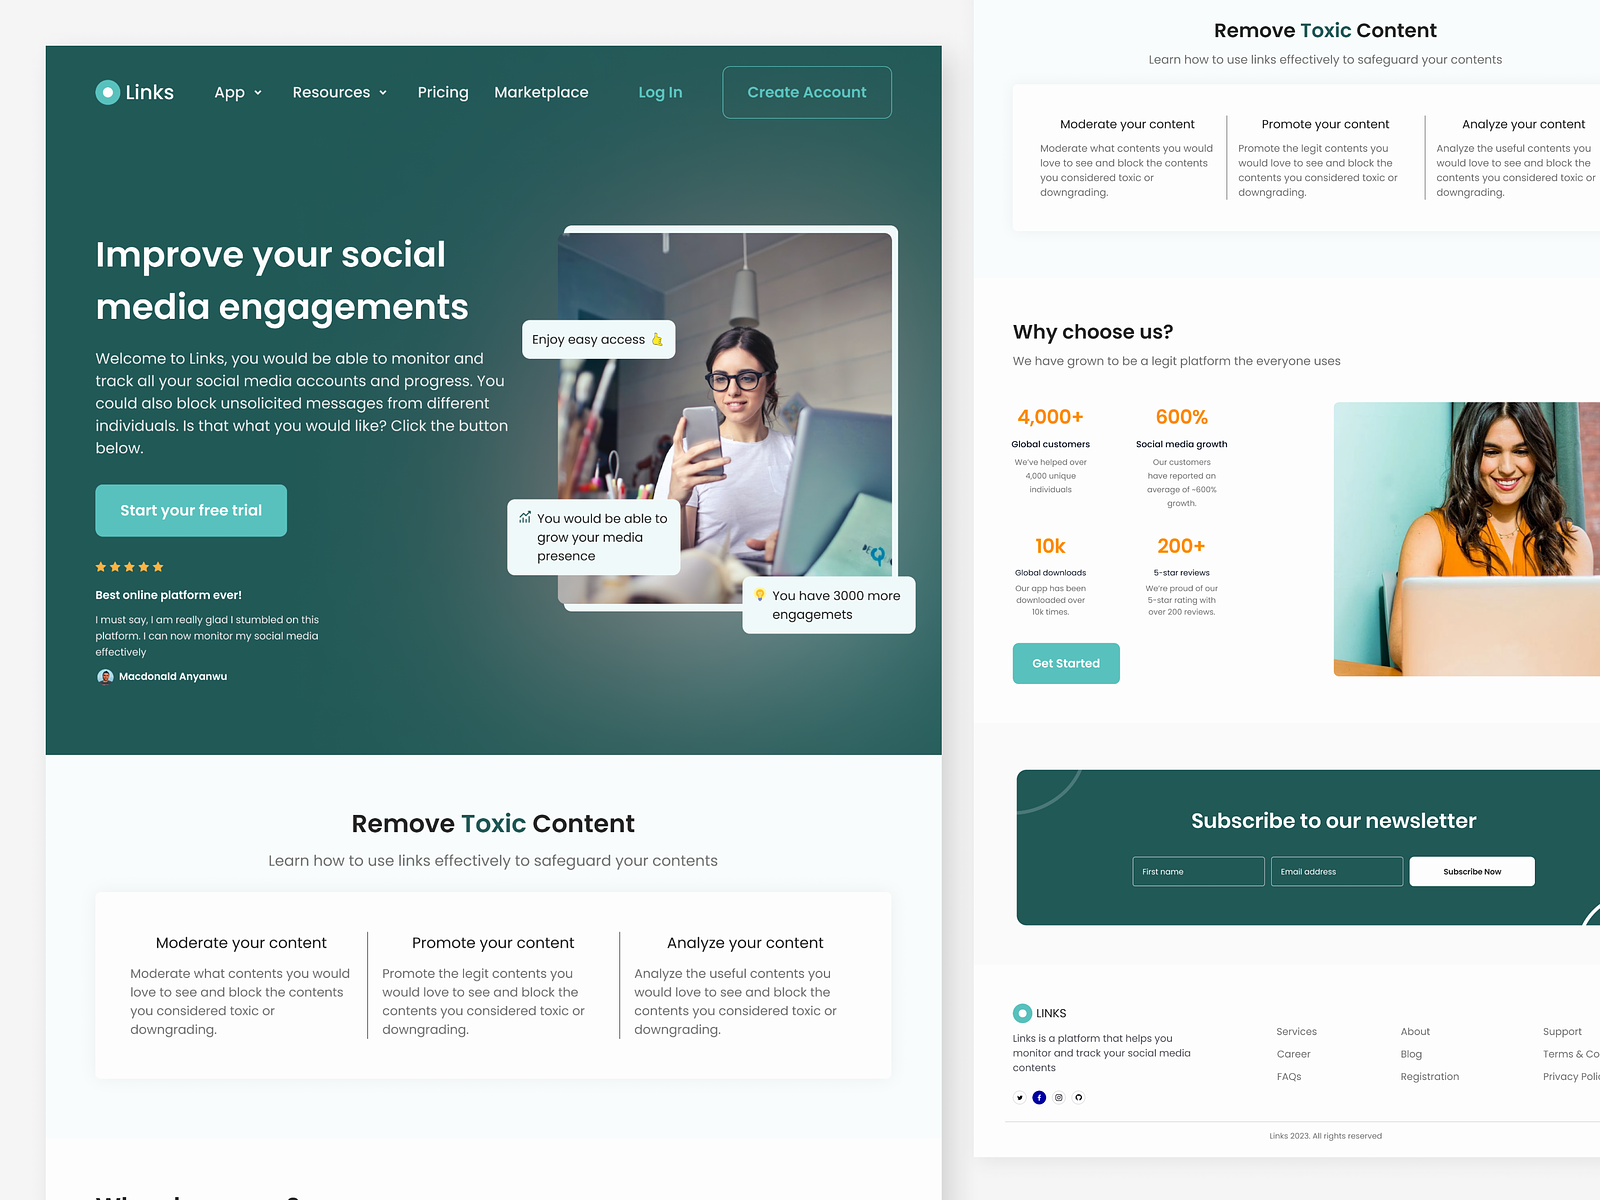 Links
App
Resources
Pricing
Marketplace
Log In
Create Account
Improve your social
media engagements
Welcome to Links, you would be able to monitor and
track all your social media accounts and progress. You
could also block unsolicited messages from different
individuals. Is that what you would like? Click the button
below.
Start your free trial
Best online platform ever!
I must say, I am really glad I stumbled on this
platform. I can now monitor my social media
effectively
Macdonald Anyanwu
Enjoy easy access
You would be able to
grow your media
presence
You have 3000 more
engagemets
Remove Toxic Content
Learn how to use links effectively to safeguard your contents
Moderate your content
Moderate what contents you would
love to see and block the contents
you considered toxic or
downgrading.
Promote your content
Promote the legit contents you
would love to see and block the
contents you considered toxic or
downgrading.
Analyze your content
Analyze the useful contents you
would love to see and block the
contents you considered toxic or
downgrading.
Remove Toxic Content
Learn how to use links effectively to safeguard your contents
Moderate your content
Moderate what contents you would
love to see and block the contents
you considered toxic or
downgrading.
Promote your content
Promote the legit contents you
would love to see and block the
contents you considered toxic or
downgrading.
Analyze your content
Analyze the useful contents you
would love to see and block the
contents you considered toxic or
downgrading.
Why choose us?
We have grown to be a legit platform the everyone uses
4,000+
Global customers
We've helped over
4,000 unique
individuals
600%
Social media growth
Our customers
have reported an
average of ~600%
growth.
10k
Global downloads
Our app has been
downloaded over
10k times.
200+
5-star reviews
We're proud of our
5-star rating with
over 200 reviews.
Get Started
Subscribe to our newsletter
First name
Email address
Subscribe Now
LINKS
Links is a platform that helps you
monitor and track your social media
contents
Services
Career
FAQs
About
Blog
Registration
Support
Terms & Co
Privacy Polic
Links 2023. All rights reserved